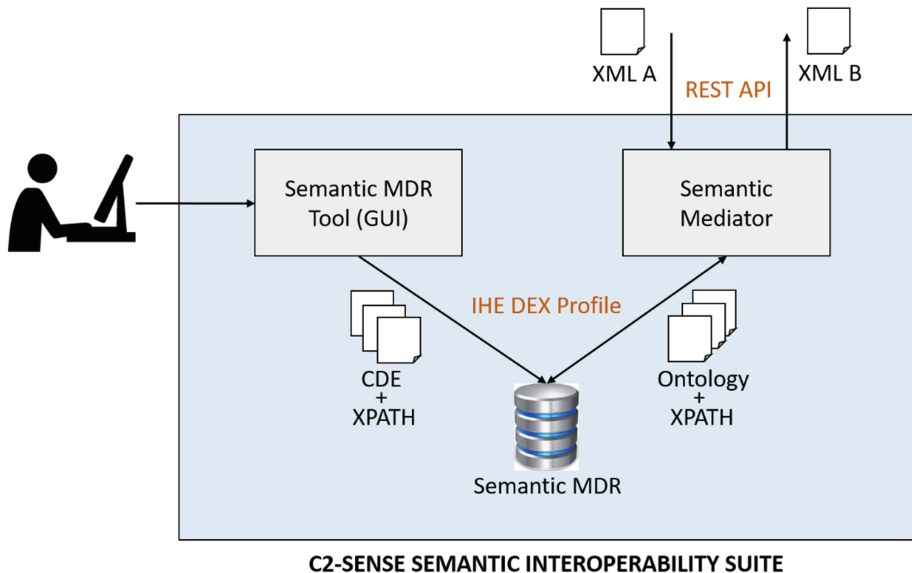 XML A
XML B
REST API
Semantic MDR
Tool (GUI)
Semantic
Mediator
IHE DEX Profile
CDE
+
XPATH
Ontology
+
XPATH
Semantic MDR
C2-SENSE SEMANTIC INTEROPERABILITY SUITE